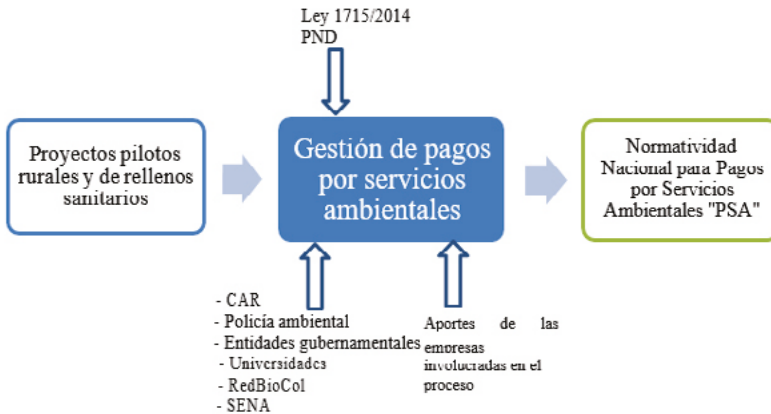 Ley 1715/2014
PND
Proyectos pilotos
rurales y de rellenos
sanitarios
Gestión de pagos
por servicios
ambientales
Normatividad
Nacional para Pagos
por Servicios
Ambientales "PSA"
- CAR
- Policía ambiental
- Entidades gubernamentales
- Universidades
- RedBioCol
- SENA
Aportes de las
empresas
involucradas en el
proceso